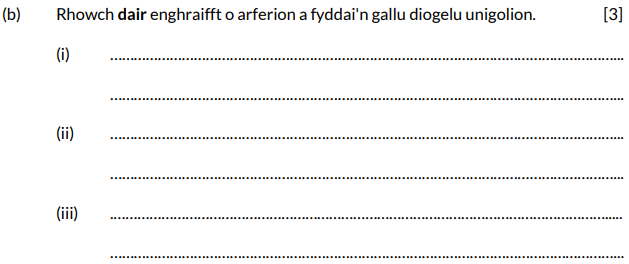 (b) Rhowch dair enghraifft o arferion a fyddai'n gallu diogelu unigolion. [3]
(i) ....................................................................................................
....................................................................................................
(ii) ....................................................................................................
....................................................................................................
(iii) ....................................................................................................
....................................................................................................